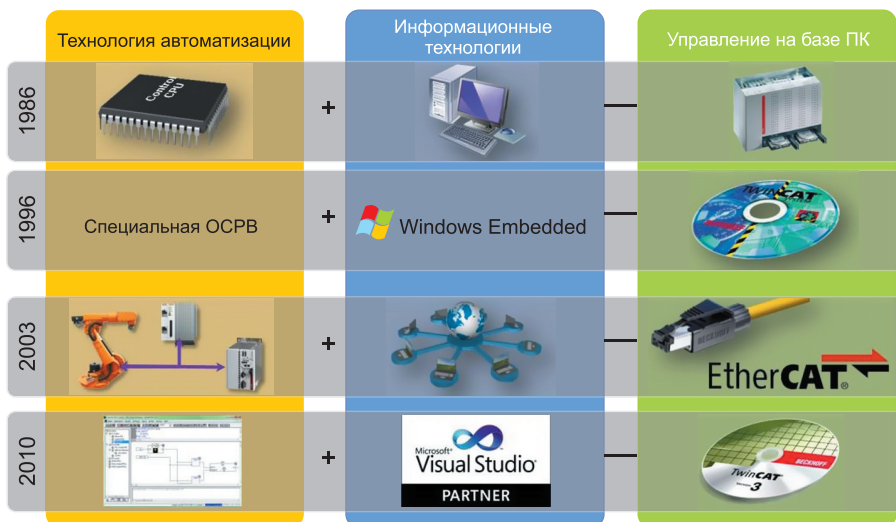 Технология автоматизации
Информационные
технологии
Управление на базе ПК
1986
Control
CPU
+
1996
Специальная ОСРВ
+
Windows Embedded
TWINCAT
2003
+
BECKHOFF
EtherCAT®
2010
+
Microsoft®
Visual Studio®
PARTNER
BECKHOFF
TwinCAT
3